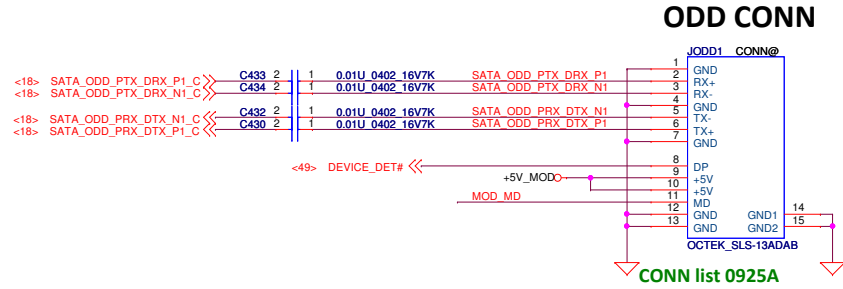 ODD CONN
JODD1 CONN@
1 GND
<18> SATA_ODD_PTX_DRX_P1_C C433 2 1 0.01U_0402_16V7K SATA_ODD_PTX_DRX_P1 2 RX+
<18> SATA_ODD_PTX_DRX_N1_C C434 2 1 0.01U_0402_16V7K SATA_ODD_PTX_DRX_N1 3 RX-
4 GND
<18> SATA_ODD_PRX_DTX_N1_C C432 2 1 0.01U_0402_16V7K SATA_ODD_PRX_DTX_N1 5 TX-
<18> SATA_ODD_PRX_DTX_P1_C C430 2 1 0.01U_0402_16V7K SATA_ODD_PRX_DTX_P1 6 TX+
7 GND
<49> DEVICE_DET# 8 DP
+5V_MOD 9 +5V
10 +5V
MOD_MD 11 MD
12 GND GND1 14
13 GND GND2 15
OCTEK_SLS-13ADAB
CONN list 0925A